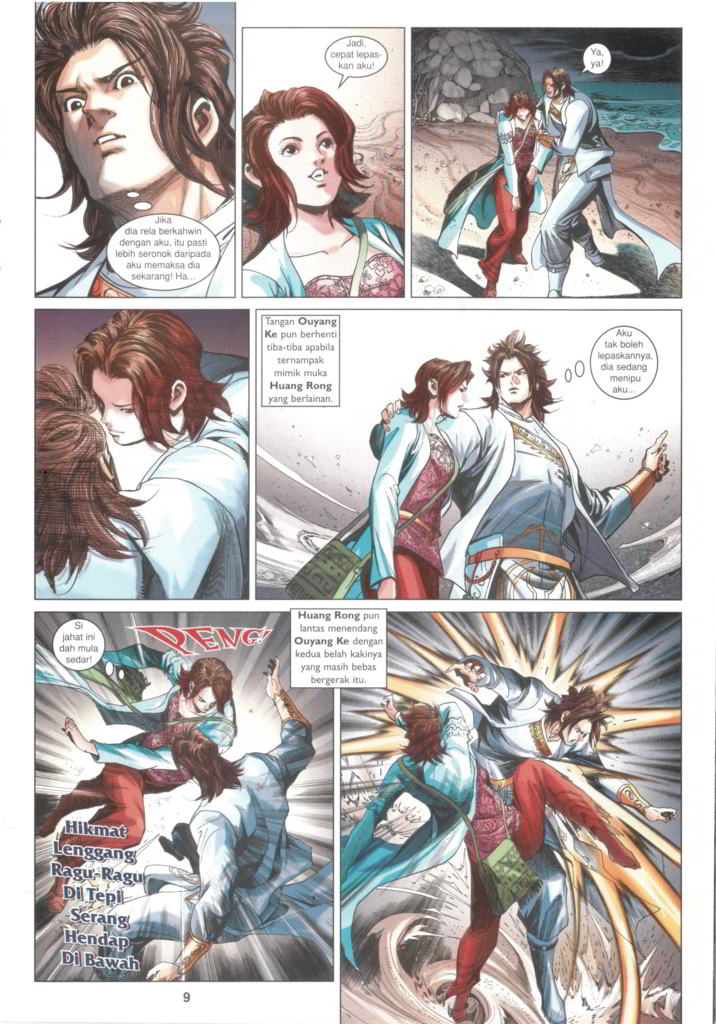 Jika
dia rela berkahwin
dengan aku, itu pasti
lebih seronok daripada
aku memaksa dia
sekarang! Ha...
Jadi,
cepat lepas-
kan aku!
Ya,
ya!
Tangan Ouyang
Ke pun berhenti
tiba-tiba apabila
ternampak
mimik muka
Huang Rong
yang berlainan.
Aku
tak boleh
lepaskannya,
dia sedang
menipu
aku...
Si
jahat ini
dah mula
sedar!
PENG!
Hikmat
Lenggang
Ragu-Ragu
Di Tepi
Serang
Hendap
Di Bawah
Huang Rong pun
lantas menendang
Ouyang Ke dengan
kedua belah kakinya
yang masih bebas
bergerak itu.
9